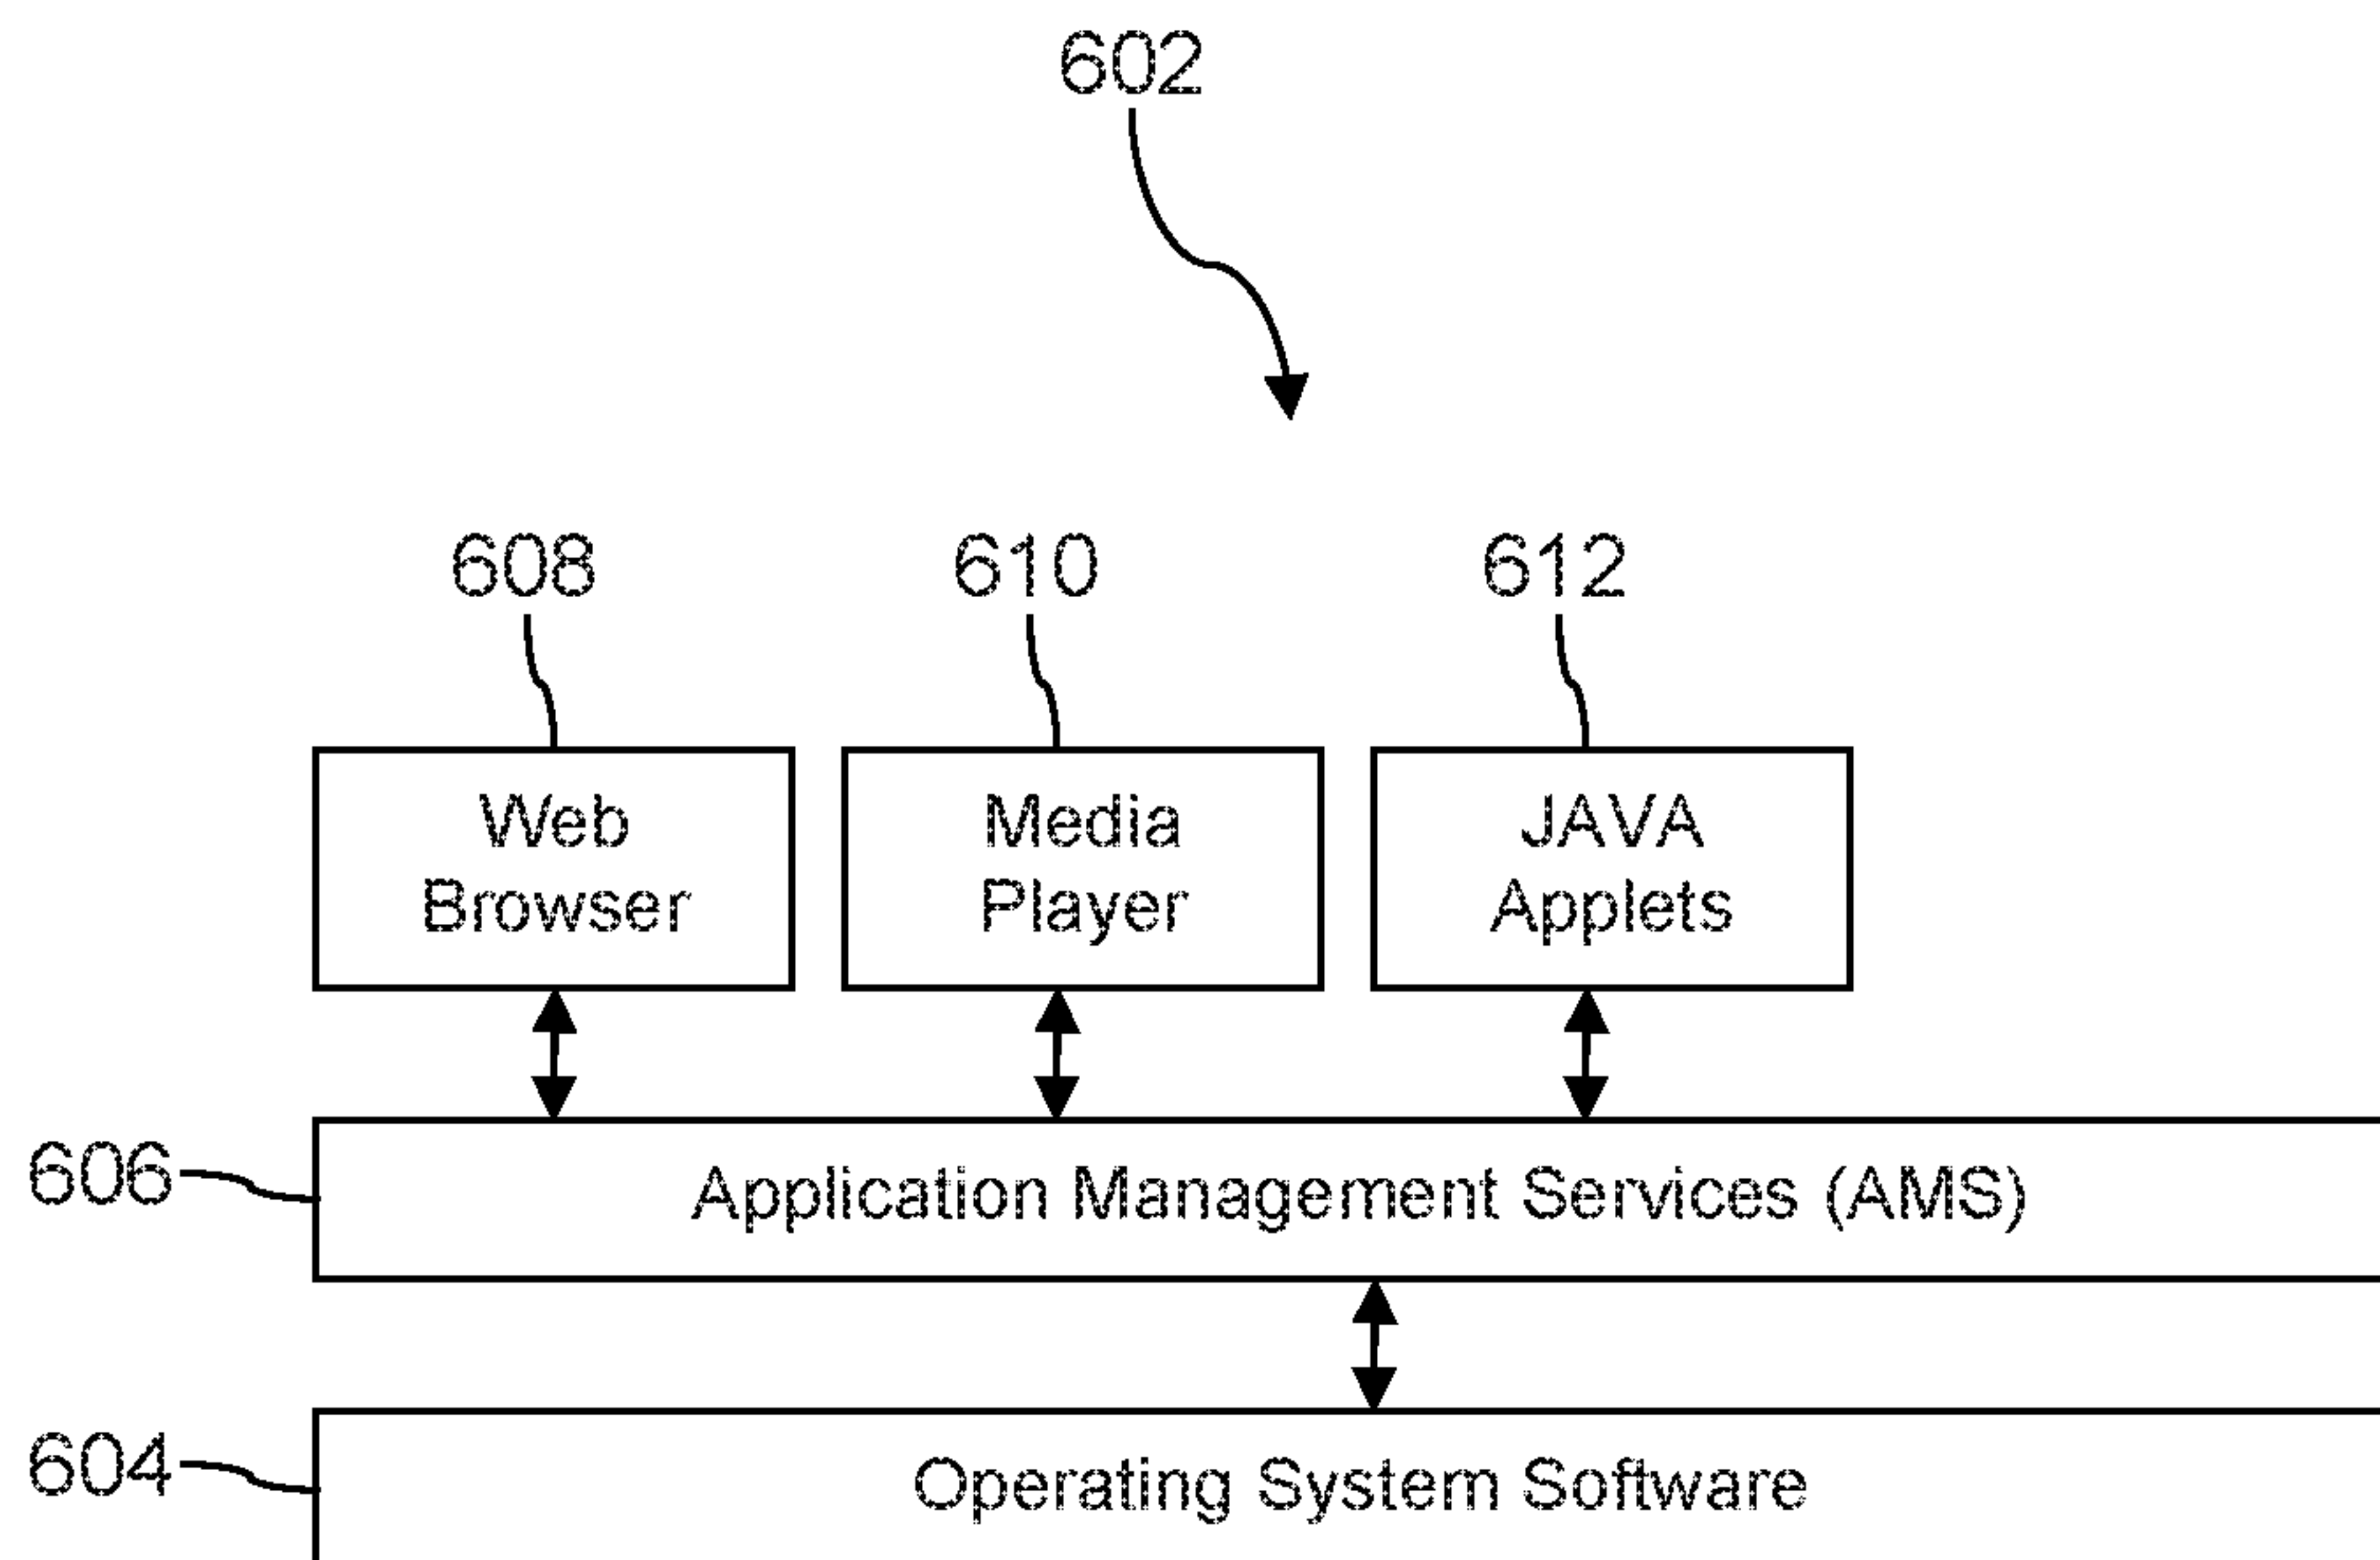 602
608
610
612
Web
Browser
Media
Player
JAVA
Applets
606
Application Management Services (AMS)
604
Operating System Software